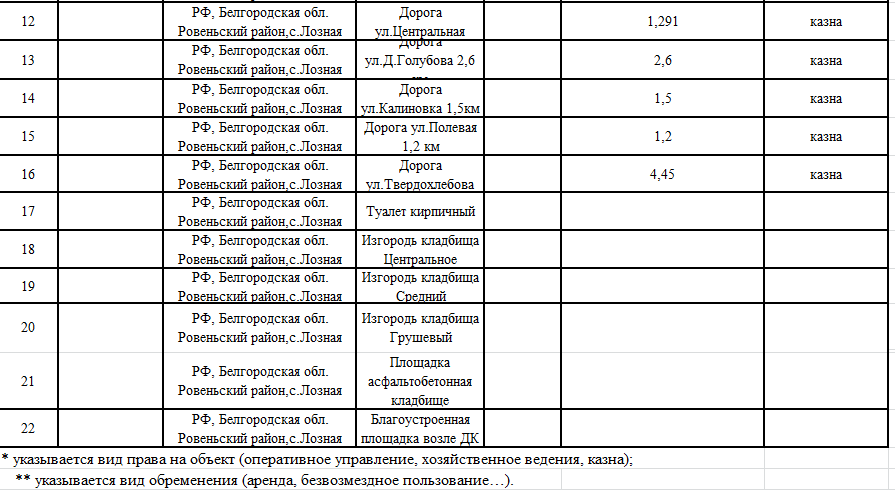 12 РФ, Белгородская обл. Ровеньский район,с.Лозная Дорога ул.Центральная 1,291 казна
13 РФ, Белгородская обл. Ровеньский район,с.Лозная Дорога ул.Д.Голубова 2,6 1 2,6 казна
14 РФ, Белгородская обл. Ровеньский район,с.Лозная Дорога ул.Калиновка 1,5км 1,5 казна
15 РФ, Белгородская обл. Ровеньский район,с.Лозная Дорога ул.Полевая 1,2 км 1,2 казна
16 РФ, Белгородская обл. Ровеньский район,с.Лозная Дорога ул.Твердохлебова 4,45 казна
17 РФ, Белгородская обл. Ровеньский район,с.Лозная Туалет кирпичный
18 РФ, Белгородская обл. Ровеньский район,с.Лозная Изгородь кладбища Центральное
19 РФ, Белгородская обл. Ровеньский район,с.Лозная Изгородь кладбища Средний
20 РФ, Белгородская обл. Ровеньский район,с.Лозная Изгородь кладбища Грушевый
21 РФ, Белгородская обл. Ровеньский район,с.Лозная Площадка асфальтобетонная кладбище
22 РФ, Белгородская обл. Ровеньский район,с.Лозная Благоустроенная площадка возле ДК
* указывается вид права на объект (оперативное управление, хозяйственное ведения, казна);
** указывается вид обременения (аренда, безвозмездное пользование…).